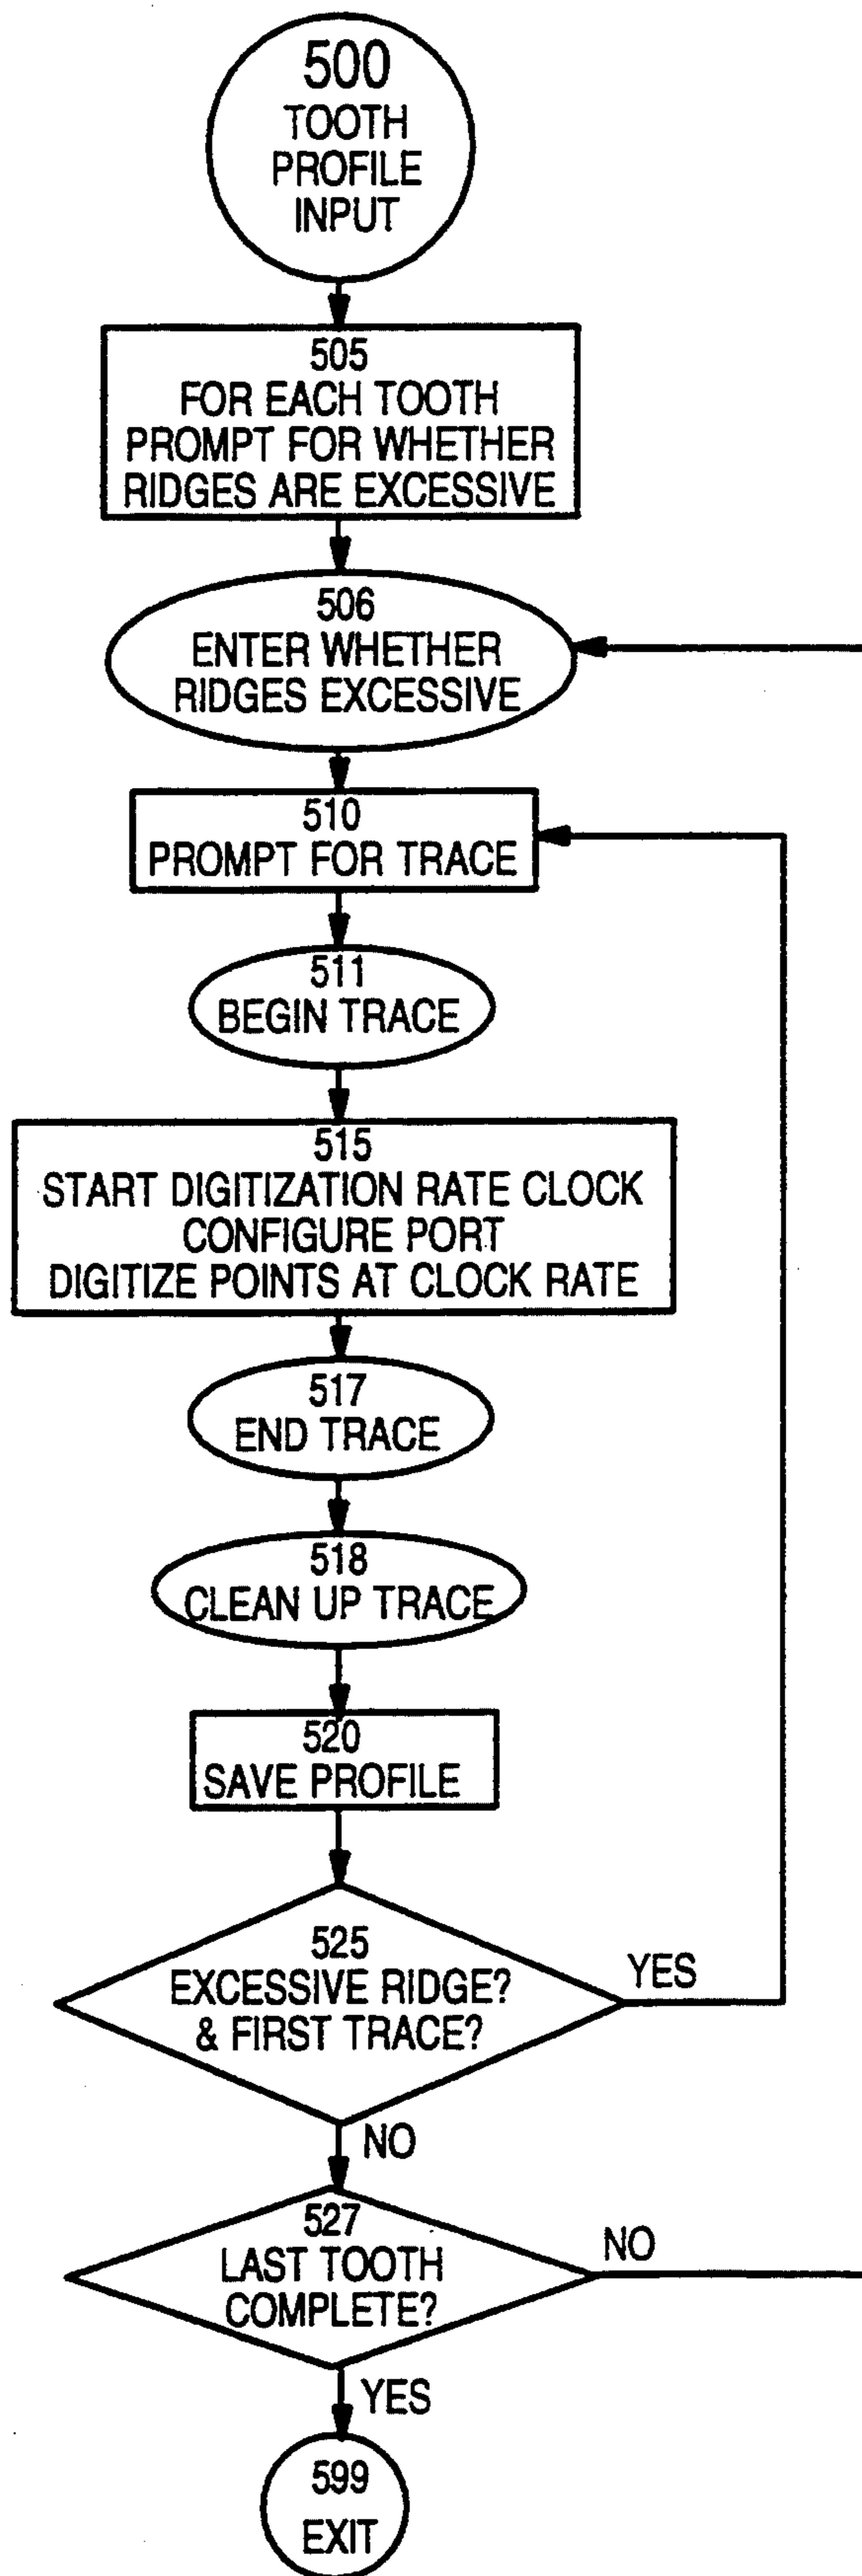 500
TOOTH
PROFILE
INPUT
505
FOR EACH TOOTH
PROMPT FOR WHETHER
RIDGES ARE EXCESSIVE
506
ENTER WHETHER
RIDGES EXCESSIVE
510
PROMPT FOR TRACE
511
BEGIN TRACE
515
START DIGITIZATION RATE CLOCK
CONFIGURE PORT
DIGITIZE POINTS AT CLOCK RATE
517
END TRACE
518
CLEAN UP TRACE
520
SAVE PROFILE
525
EXCESSIVE RIDGE?
& FIRST TRACE?
YES
NO
527
LAST TOOTH
COMPLETE?
NO
YES
599
EXIT